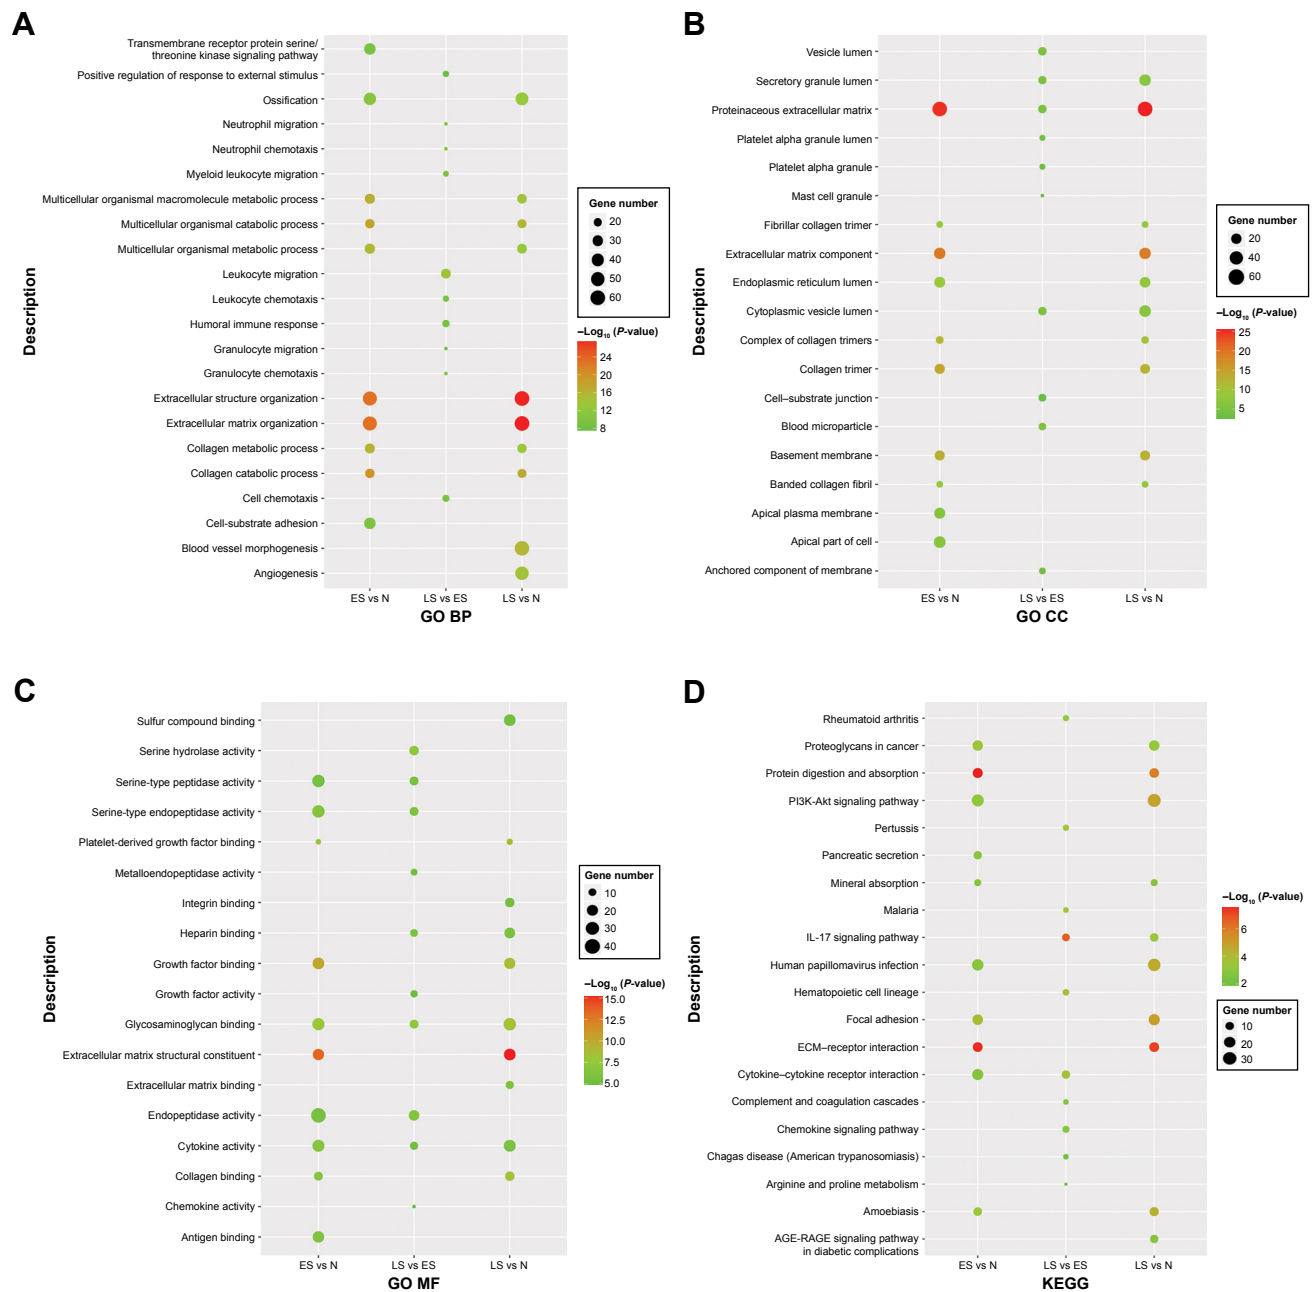 A
Transmembrane receptor protein serine/
threonine kinase signaling pathway
Positive regulation of response to external stimulus
Ossification
Neutrophil migration
Neutrophil chemotaxis
Myeloid leukocyte migration
Multicellular organismal macromolecule metabolic process
Multicellular organismal catabolic process
Multicellular organismal metabolic process
Leukocyte migration
Leukocyte chemotaxis
Humoral immune response
Granulocyte migration
Granulocyte chemotaxis
Extracellular structure organization
Extracellular matrix organization
Collagen metabolic process
Collagen catabolic process
Cell chemotaxis
Cell-substrate adhesion
Blood vessel morphogenesis
Angiogenesis
Description
ES vs N LS vs ES LS vs N
GO BP
Gene number
20
30
40
50
60
–Log10 (P-value)
24
20
16
12
8
B
Vesicle lumen
Secretory granule lumen
Proteinaceous extracellular matrix
Platelet alpha granule lumen
Platelet alpha granule
Mast cell granule
Fibrillar collagen trimer
Extracellular matrix component
Endoplasmic reticulum lumen
Cytoplasmic vesicle lumen
Complex of collagen trimers
Collagen trimer
Cell–substrate junction
Blood microparticle
Basement membrane
Banded collagen fibril
Apical plasma membrane
Apical part of cell
Anchored component of membrane
Description
ES vs N LS vs ES LS vs N
GO CC
Gene number
20
40
60
–Log10 (P-value)
25
20
15
10
5
C
Sulfur compound binding
Serine hydrolase activity
Serine-type peptidase activity
Serine-type endopeptidase activity
Platelet-derived growth factor binding
Metalloendopeptidase activity
Integrin binding
Heparin binding
Growth factor binding
Growth factor activity
Glycosaminoglycan binding
Extracellular matrix structural constituent
Extracellular matrix binding
Endopeptidase activity
Cytokine activity
Collagen binding
Chemokine activity
Antigen binding
Description
ES vs N LS vs ES LS vs N
GO MF
Gene number
10
20
30
40
–Log10 (P-value)
15.0
12.5
10.0
7.5
5.0
D
Rheumatoid arthritis
Proteoglycans in cancer
Protein digestion and absorption
PI3K-Akt signaling pathway
Pertussis
Pancreatic secretion
Mineral absorption
Malaria
IL-17 signaling pathway
Human papillomavirus infection
Hematopoietic cell lineage
Focal adhesion
ECM–receptor interaction
Cytokine–cytokine receptor interaction
Complement and coagulation cascades
Chemokine signaling pathway
Chagas disease (American trypanosomiasis)
Arginine and proline metabolism
Amoebiasis
AGE-RAGE signaling pathway
in diabetic complications
Description
ES vs N LS vs ES LS vs N
KEGG
–Log10 (P-value)
6
4
2
Gene number
10
20
30